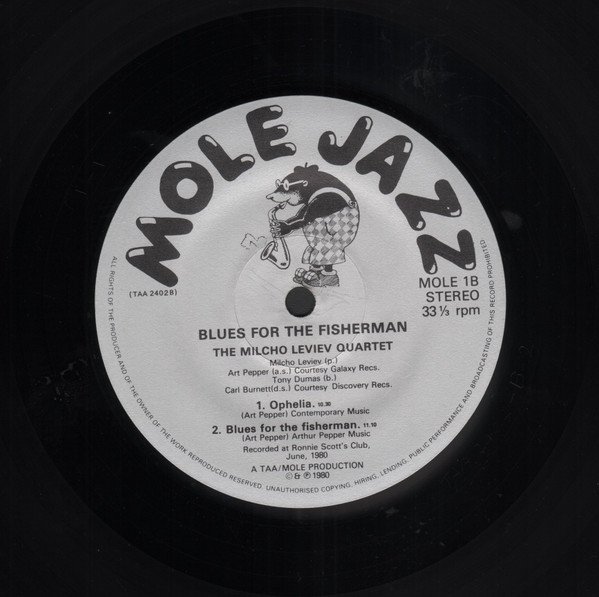 MOLE JAZZ
(TAA 2402B)
MOLE 1B
STEREO
33⅓ rpm
BLUES FOR THE FISHERMAN
THE MILCHO LEVIEV QUARTET
Milcho Leviev (p.)
Art Pepper (a.s.) Courtesy Galaxy Recs.
Tony Dumas (b.)
Carl Burnett(d.s.) Courtesy Discovery Recs.
1. Ophelia. 10.30
(Art Pepper) Contemporary Music
2. Blues for the fisherman. 11.10
(Art Pepper) Arthur Pepper Music
Recorded at Ronnie Scott's Club,
June, 1980
A TAA/MOLE PRODUCTION
©&℗1980
ALL RIGHTS OF THE PRODUCER AND OF THE OWNER OF THE WORK REPRODUCED RESERVED. UNAUTHORISED COPYING, HIRING, LENDING, PUBLIC PERFORMANCE AND BROADCASTING OF THIS RECORD PROHIBITED.